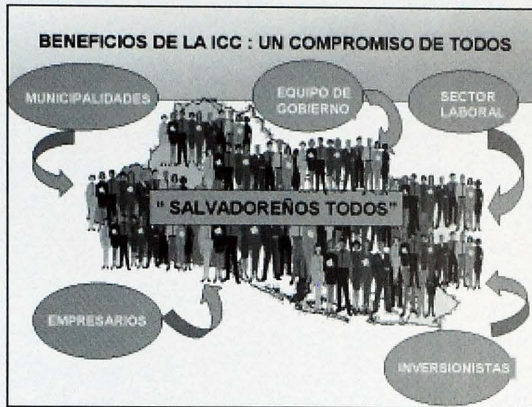 BENEFICIOS DE LA ICC : UN COMPROMISO DE TODOS
MUNICIPALIDADES
EQUIPO DE
GOBIERNO
SECTOR
LABORAL
" SALVADOREÑOS TODOS"
EMPRESARIOS
INVERSIONISTAS